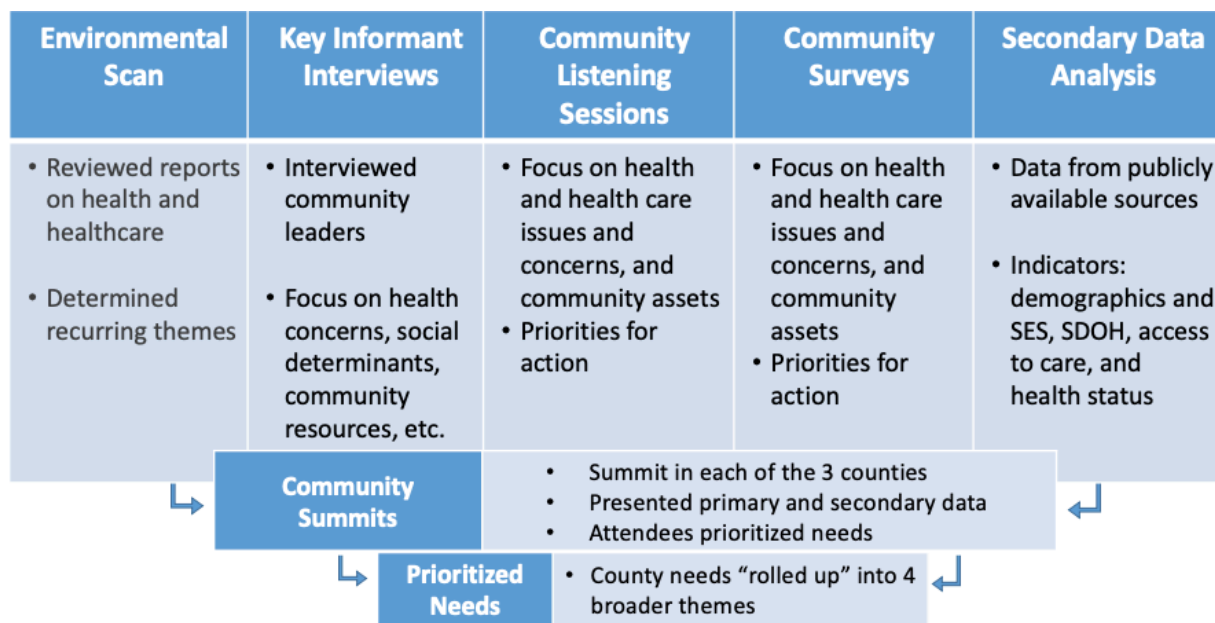 Environmental
Scan
Key Informant
Interviews
Community
Listening
Sessions
Community
Surveys
Secondary Data
Analysis
• Reviewed reports
on health and
healthcare
• Determined
recurring themes
• Interviewed
community
leaders
• Focus on health
concerns, social
determinants,
community
resources, etc.
• Focus on health
and health care
issues and
concerns, and
community assets
• Priorities for
action
• Focus on health
and health care
issues and
concerns, and
community
assets
• Priorities for
action
• Data from publicly
available sources
• Indicators:
demographics and
SES, SDOH, access
to care, and
health status
Community
Summits
• Summit in each of the 3 counties
• Presented primary and secondary data
• Attendees prioritized needs
Prioritized
Needs
• County needs “rolled up” into 4
broader themes